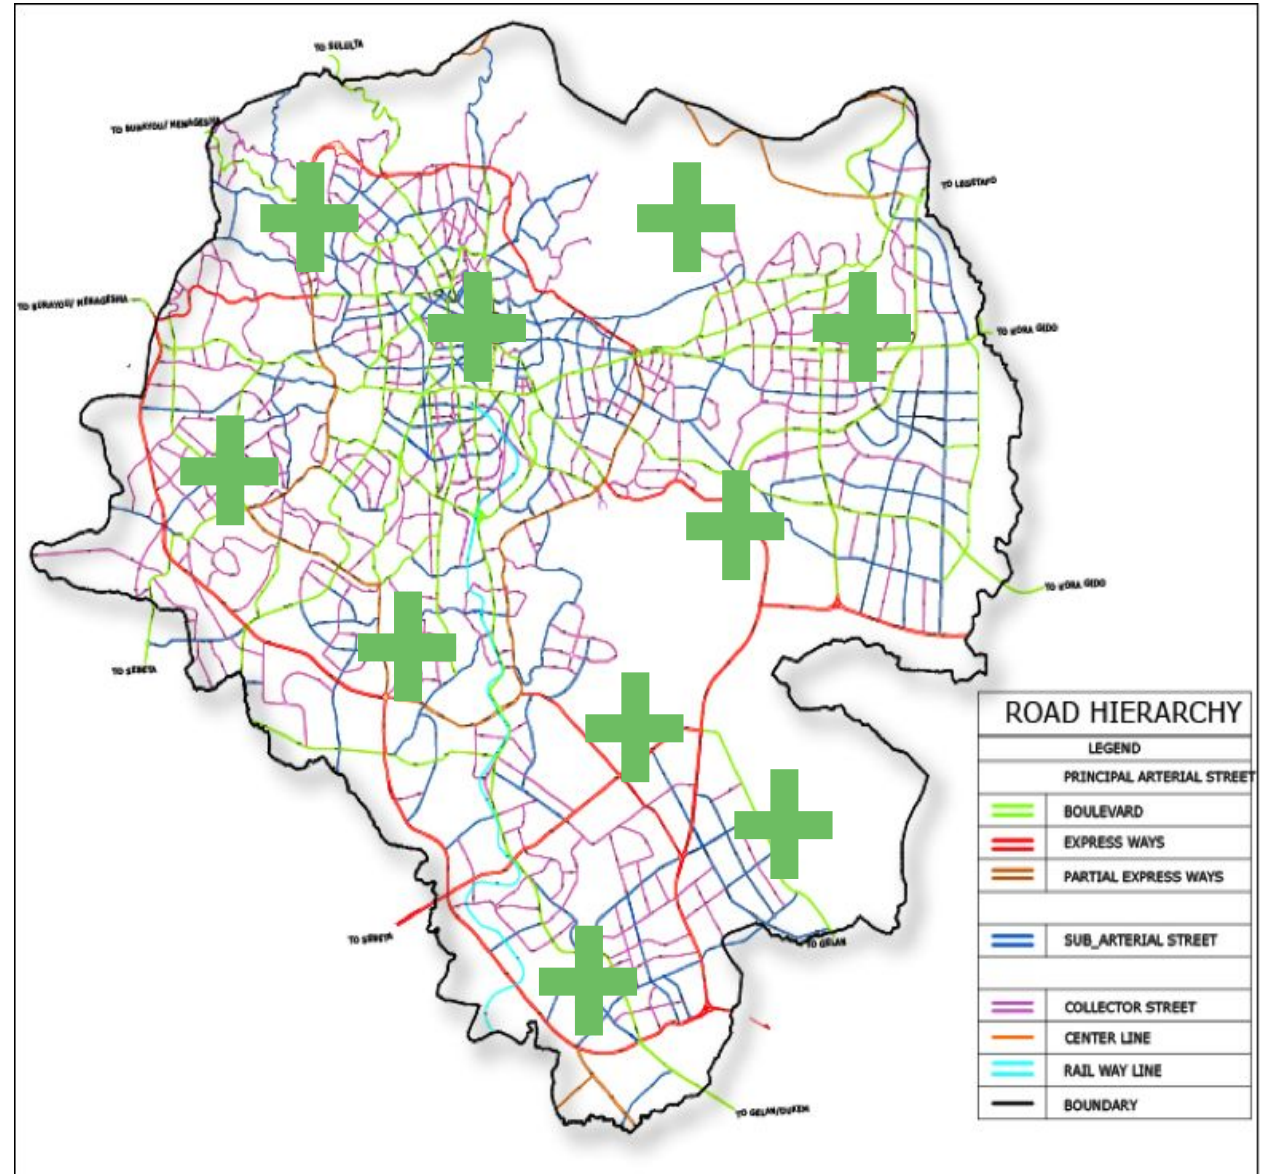 TO SULULTA
TO BURAYOU/ MENAGESHA
TO LEGETAFO
TO BURAYOU/ MENAGESHA
TO KORA GIDO
TO KORA GIDO
TO SEBETA
TO SEBETA
TO GELAN
TO GELAN/DUKEM
ROAD HIERARCHY
LEGEND
PRINCIPAL ARTERIAL STREET
BOULEVARD
EXPRESS WAYS
PARTIAL EXPRESS WAYS
SUB_ARTERIAL STREET
COLLECTOR STREET
CENTER LINE
RAIL WAY LINE
BOUNDARY